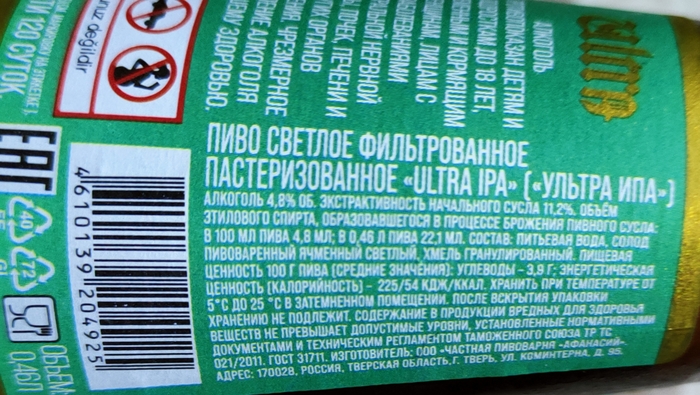 ultra
АЛКОГОЛЬ
ДЕТЯМ И
ДО 18 ЛЕТ,
КОРМЯЩИМ
ЛИЦАМ С
НЕРВНОЙ
ПЕЧЕНИ И
ОРГАНОВ
ЧРЕЗМЕРНОЕ
АЛКОГОЛЯ
ЗДОРОВЬЮ.
değildir
120 СУТОК
ПИВО СВЕТЛОЕ ФИЛЬТРОВАННОЕ
ПАСТЕРИЗОВАННОЕ «ULTRA IPA» («УЛЬТРА ИПА»)
АЛКОГОЛЬ 4,8% ОБ. ЭКСТРАКТИВНОСТЬ НАЧАЛЬНОГО СУСЛА 11,2%. ОБЪЁМ
ЭТИЛОВОГО СПИРТА, ОБРАЗОВАВШЕГОСЯ В ПРОЦЕССЕ БРОЖЕНИЯ ПИВНОГО СУСЛА:
В 100 МЛ ПИВА 4,8 МЛ; В 0,46 Л ПИВА 22,1 МЛ. СОСТАВ: ПИТЬЕВАЯ ВОДА, СОЛОД
ПИВОВАРЕННЫЙ ЯЧМЕННЫЙ СВЕТЛЫЙ, ХМЕЛЬ ГРАНУЛИРОВАННЫЙ. ПИЩЕВАЯ
ЦЕННОСТЬ 100 Г ПИВА (СРЕДНИЕ ЗНАЧЕНИЯ): УГЛЕВОДЫ – 3,9 Г; ЭНЕРГЕТИЧЕСКАЯ
ЦЕННОСТЬ (КАЛОРИЙНОСТЬ) - 225/54 КДЖ/ККАЛ. ХРАНИТЬ ПРИ ТЕМПЕРАТУРЕ ОТ
5°С ДО 25 °С В ЗАТЕМНЕННОМ ПОМЕЩЕНИИ. ПОСЛЕ ВСКРЫТИЯ УПАКОВКИ
ХРАНЕНИЮ НЕ ПОДЛЕЖИТ. СОДЕРЖАНИЕ В ПРОДУКЦИИ ВРЕДНЫХ ДЛЯ ЗДОРОВЬЯ
ВЕЩЕСТВ НЕ ПРЕВЫШАЕТ ДОПУСТИМЫЕ УРОВНИ, УСТАНОВЛЕННЫЕ НОРМАТИВНЫМИ
ДОКУМЕНТАМИ И ТЕХНИЧЕСКИМ РЕГЛАМЕНТОМ ТАМОЖЕННОГО СОЮЗА ТР ТС
021/2011. ГОСТ 31711. ИЗГОТОВИТЕЛЬ: ООО «ЧАСТНАЯ ПИВОВАРНЯ «АФАНАСИЙ».
АДРЕС: 170028, РОССИЯ, ТВЕРСКАЯ ОБЛАСТЬ, Г. ТВЕРЬ, УЛ. КОМИНТЕРНА, Д. 95.
4610139204925
EAC
ОБЪЕМ
0,46Л